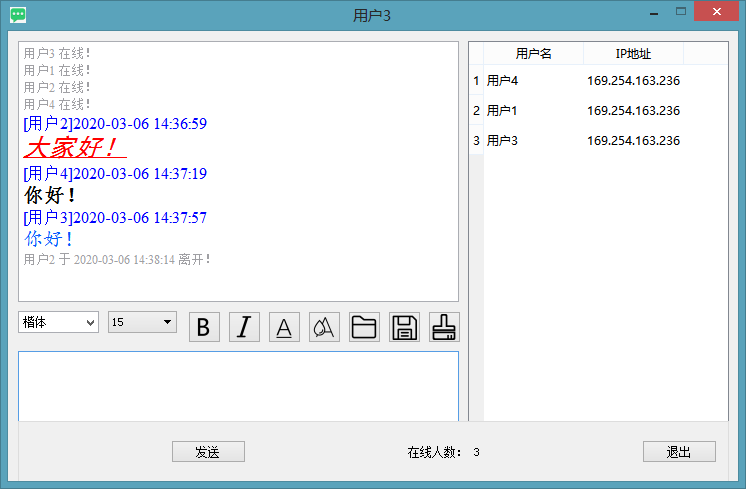 用户3
用户3 在线！
用户1 在线！
用户2 在线！
用户4 在线！
[用户2]2020-03-06 14:36:59
大家好！
[用户4]2020-03-06 14:37:19
你好！
[用户3]2020-03-06 14:37:57
你好！
用户2 于 2020-03-06 14:38:14 离开！
用户名 IP地址
1 用户4 169.254.163.236
2 用户1 169.254.163.236
3 用户3 169.254.163.236
楷体 15 B I A A
发送 在线人数： 3 退出